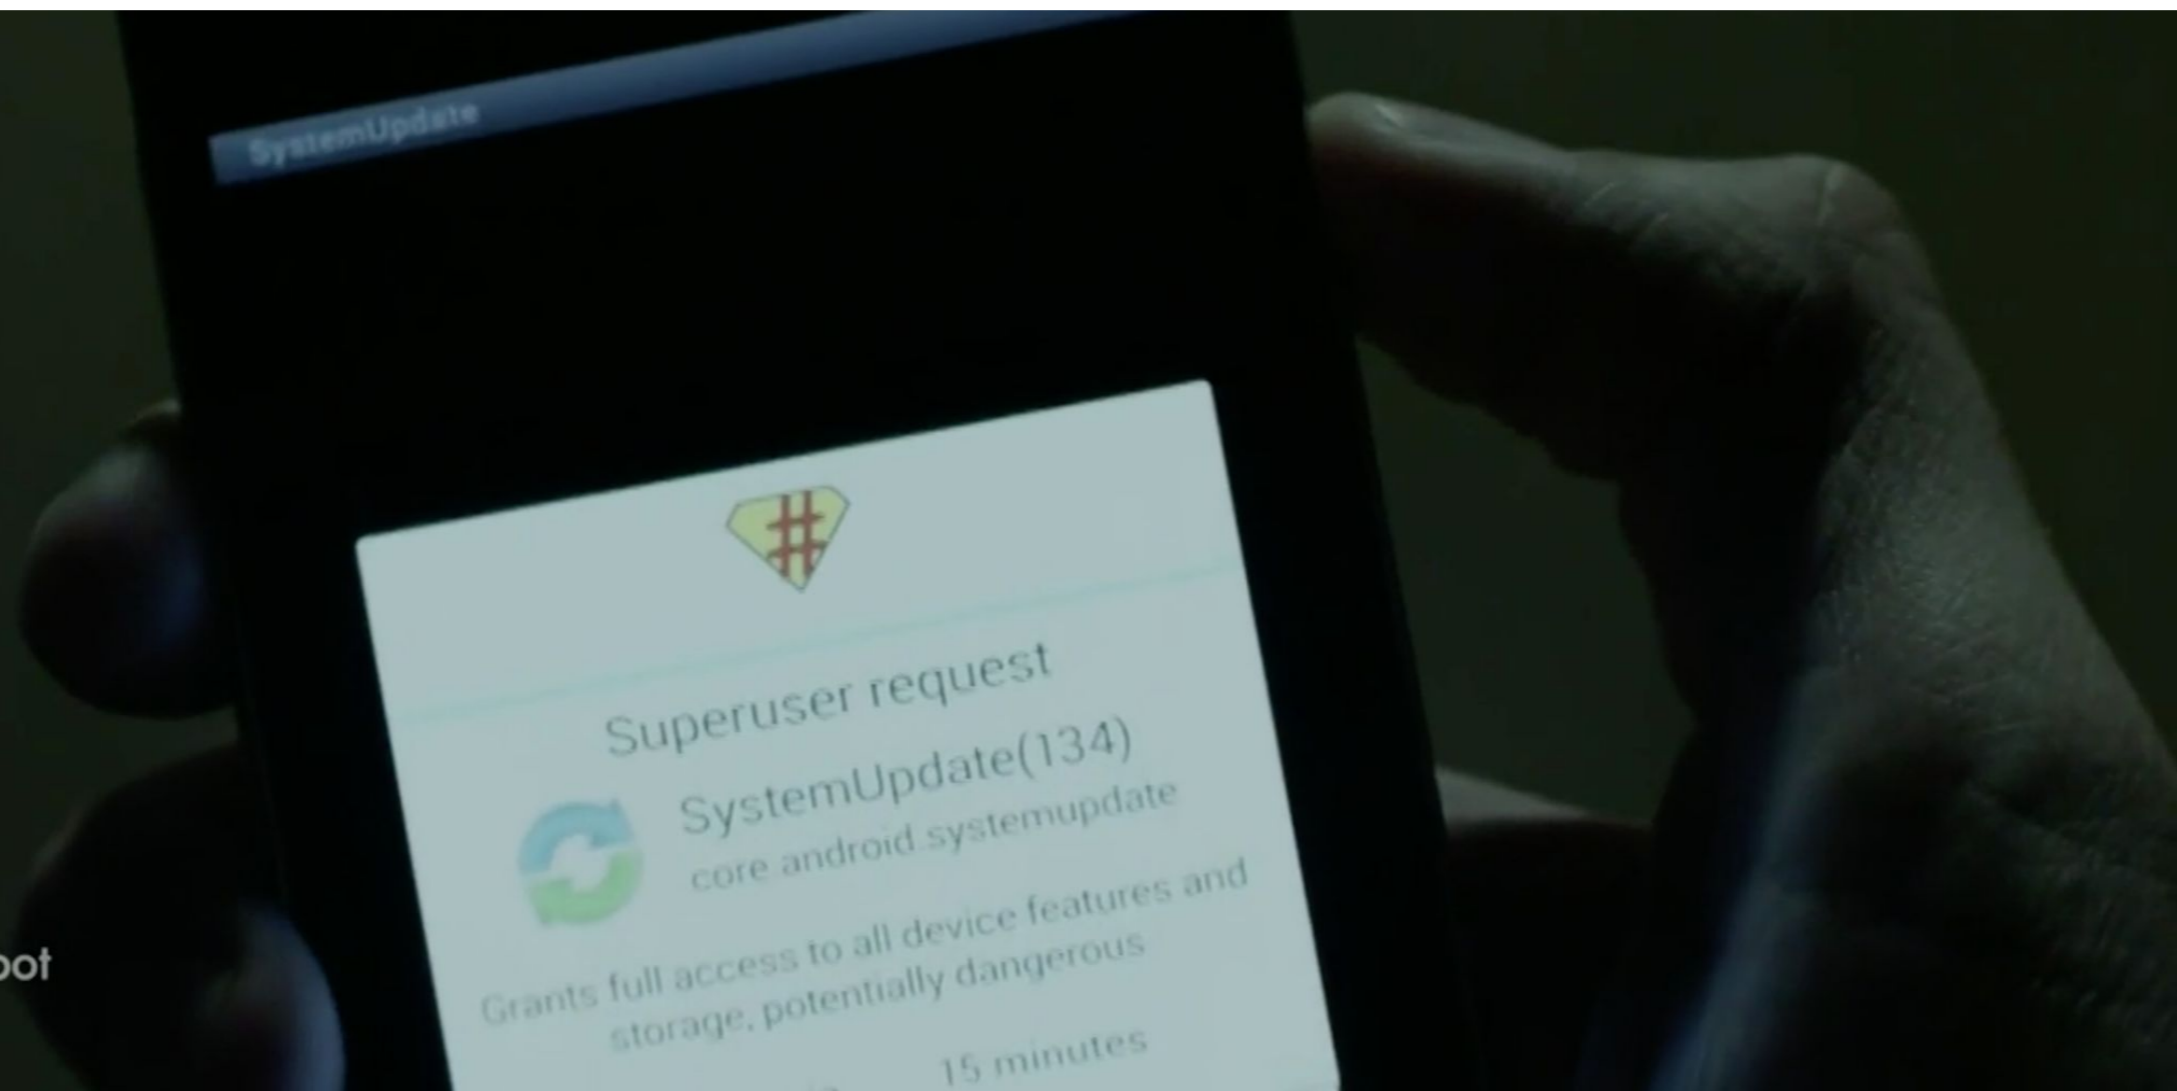 SystemUpdate
#
Superuser request
SystemUpdate(134)
core.android.systemupdate
Grants full access to all device features and
storage, potentially dangerous
15 minutes
oot